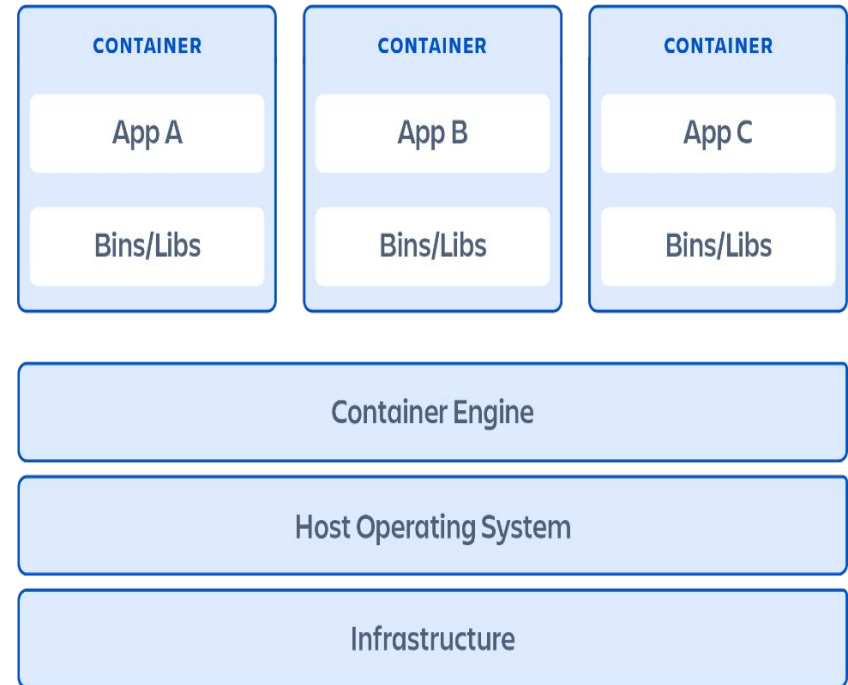 CONTAINER
CONTAINER
CONTAINER
App A
App B
App C
Bins/Libs
Bins/Libs
Bins/Libs
Container Engine
Host Operating System
Infrastructure